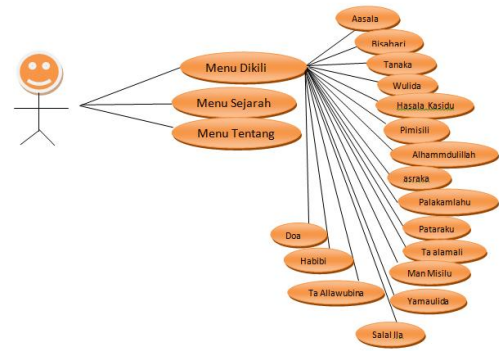 Aasala
Bisahari
Tanaka
Menu Dikili
Wulida
Menu Sejarah
Hasala Kasidu
Pimisili
Menu Tentang
Alhammdulillah
asraka
Palakamlahu
Pataraku
Doa
Ta alamali
Habibi
Man Misilu
Ta Allawubina
Yamaulida
Salal lla